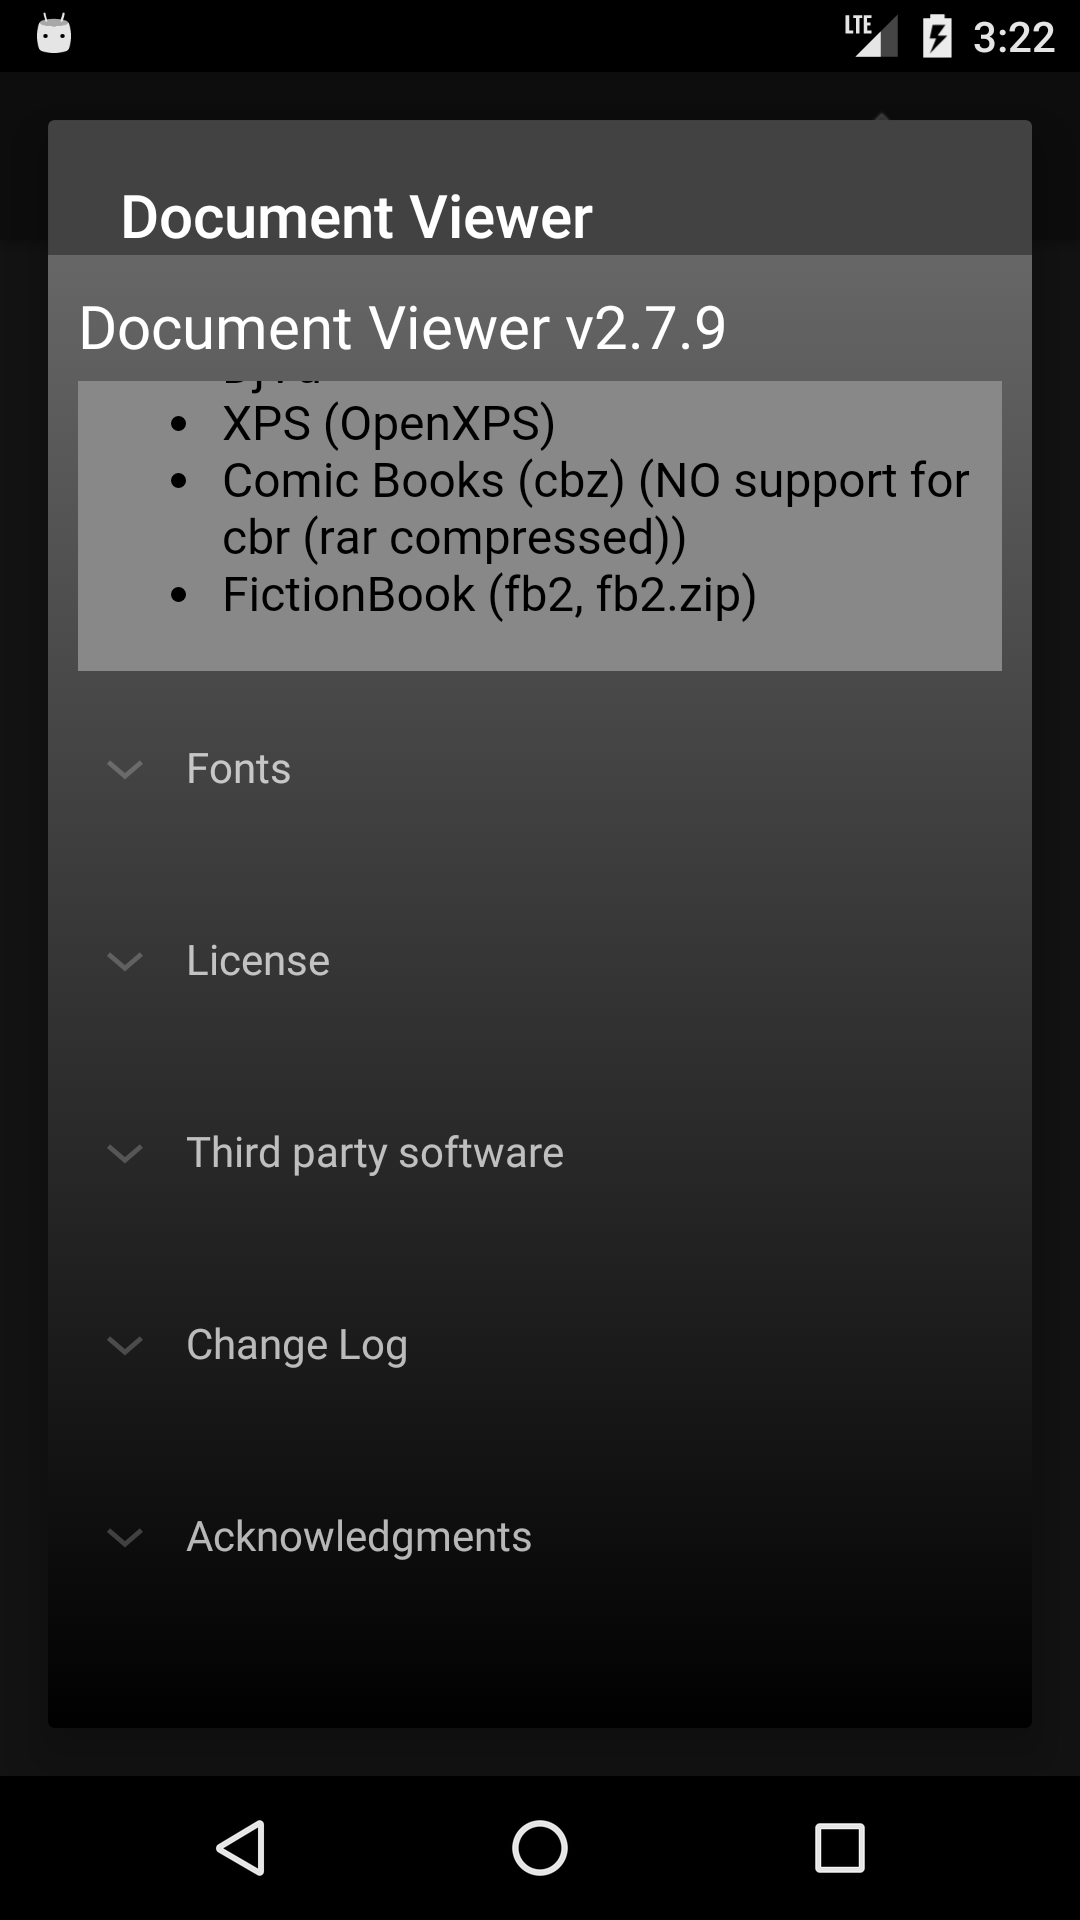 LTE 3:22
Document Viewer
Document Viewer v2.7.9
XPS (OpenXPS)
Comic Books (cbz) (NO support for
cbr (rar compressed))
FictionBook (fb2, fb2.zip)
Fonts
License
Third party software
Change Log
Acknowledgments